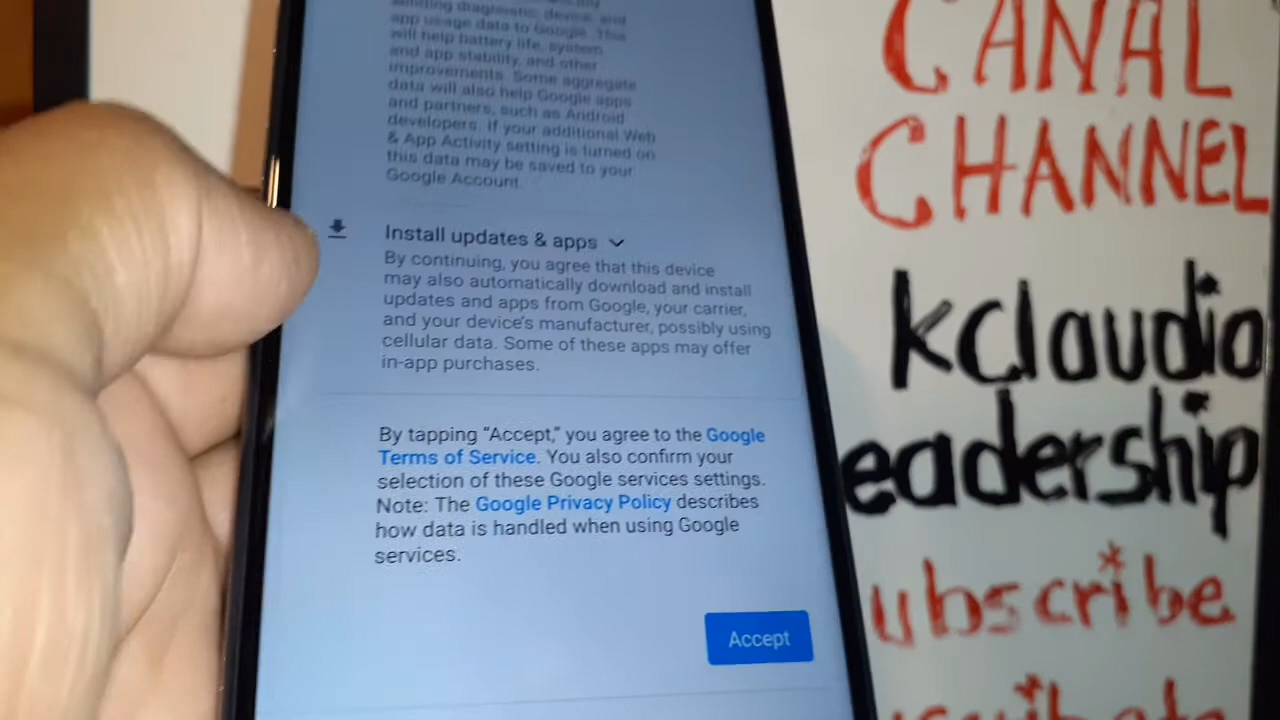 sending diagnostic, device, and
app usage data to Google. This
will help battery life, system
and app stability, and other
improvements. Some aggregate
data will also help Google apps
and partners, such as Android
developers. If your additional Web
& App Activity setting is turned on
this data may be saved to your
Google Account.
Install updates & apps
By continuing, you agree that this device
may also automatically download and install
updates and apps from Google, your carrier,
and your device's manufacturer, possibly using
cellular data. Some of these apps may offer
in-app purchases.
By tapping “Accept,” you agree to the Google
Terms of Service. You also confirm your
selection of these Google services settings.
Note: The Google Privacy Policy describes
how data is handled when using Google
services.
Accept
CANAL
CHANNEL
kclaudio
eadership
ubscribe